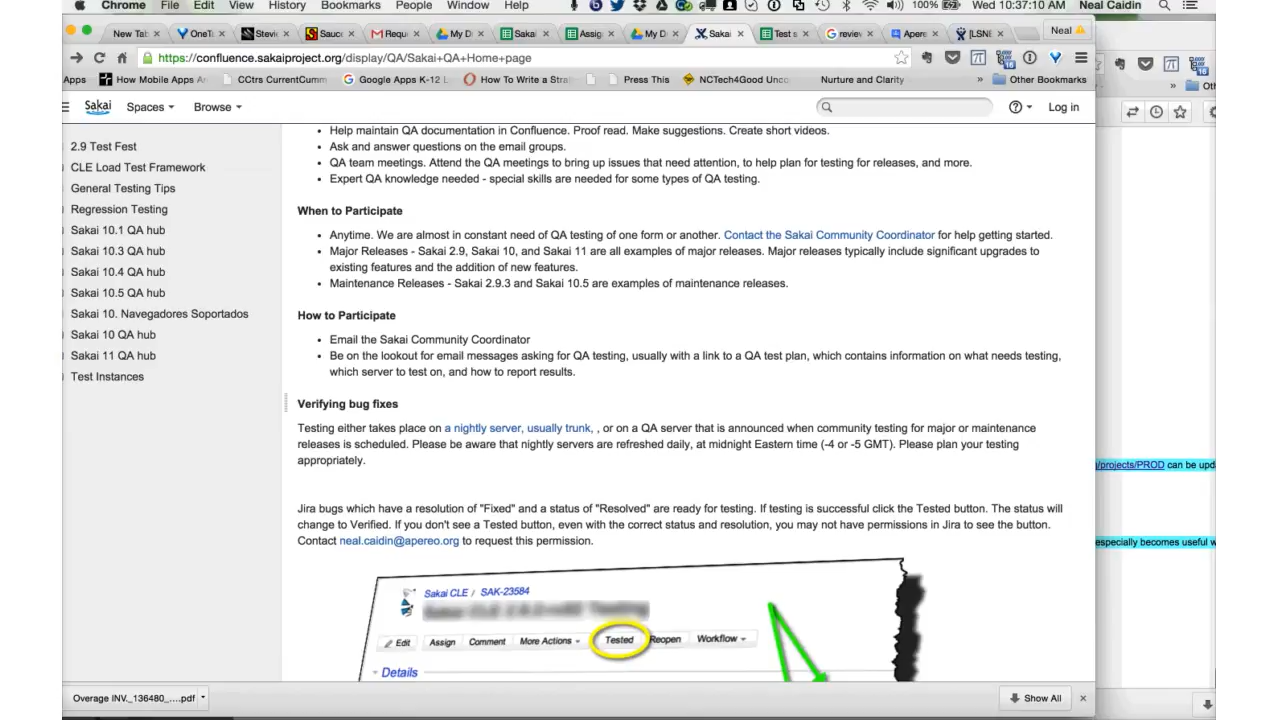 Chrome File Edit View History Bookmarks People Window Help 100% Wed 10:37:10 AM Neal Caidin
New Tab OneT Stevie Sauce Requ My D Sakai Assig My D Sakai Test s review Apere [LSNE Neal
https://confluence.sakaiproject.org/display/QA/Sakai+QA+Home+page
Apps How Mobile Apps A CCtrs CurrentCumm Google Apps K-12 L How To Write a Stra Press This NCTech4Good Unco Nurture and Clarity » Other Bookmarks
Sakai Spaces Browse Log in
2.9 Test Fest
CLE Load Test Framework
General Testing Tips
Regression Testing
Sakai 10.1 QA hub
Sakai 10.3 QA hub
Sakai 10.4 QA hub
Sakai 10.5 QA hub
Sakai 10. Navegadores Soportados
Sakai 10 QA hub
Sakai 11 QA hub
Test Instances
Help maintain QA documentation in Confluence. Proof read. Make suggestions. Create short videos.
Ask and answer questions on the email groups.
QA team meetings. Attend the QA meetings to bring up issues that need attention, to help plan for testing for releases, and more.
Expert QA knowledge needed - special skills are needed for some types of QA testing.
When to Participate
Anytime. We are almost in constant need of QA testing of one form or another. Contact the Sakai Community Coordinator for help getting started.
Major Releases - Sakai 2.9, Sakai 10, and Sakai 11 are all examples of major releases. Major releases typically include significant upgrades to
existing features and the addition of new features.
Maintenance Releases - Sakai 2.9.3 and Sakai 10.5 are examples of maintenance releases.
How to Participate
Email the Sakai Community Coordinator
Be on the lookout for email messages asking for QA testing, usually with a link to a QA test plan, which contains information on what needs testing,
which server to test on, and how to report results.
Verifying bug fixes
Testing either takes place on a nightly server, usually trunk, , or on a QA server that is announced when community testing for major or maintenance
releases is scheduled. Please be aware that nightly servers are refreshed daily, at midnight Eastern time (-4 or -5 GMT). Please plan your testing
appropriately.
Jira bugs which have a resolution of "Fixed" and a status of "Resolved" are ready for testing. If testing is successful click the Tested button. The status will
change to Verified. If you don't see a Tested button, even with the correct status and resolution, you may not have permissions in Jira to see the button.
Contact neal.caidin@apereo.org to request this permission.
Sakai CLE / SAK-23584
Edit Assign Comment More Actions Tested Reopen Workflow
Details
/projects/PROD can be upd
especially becomes useful w
Overage INV._136480_....pdf Show All